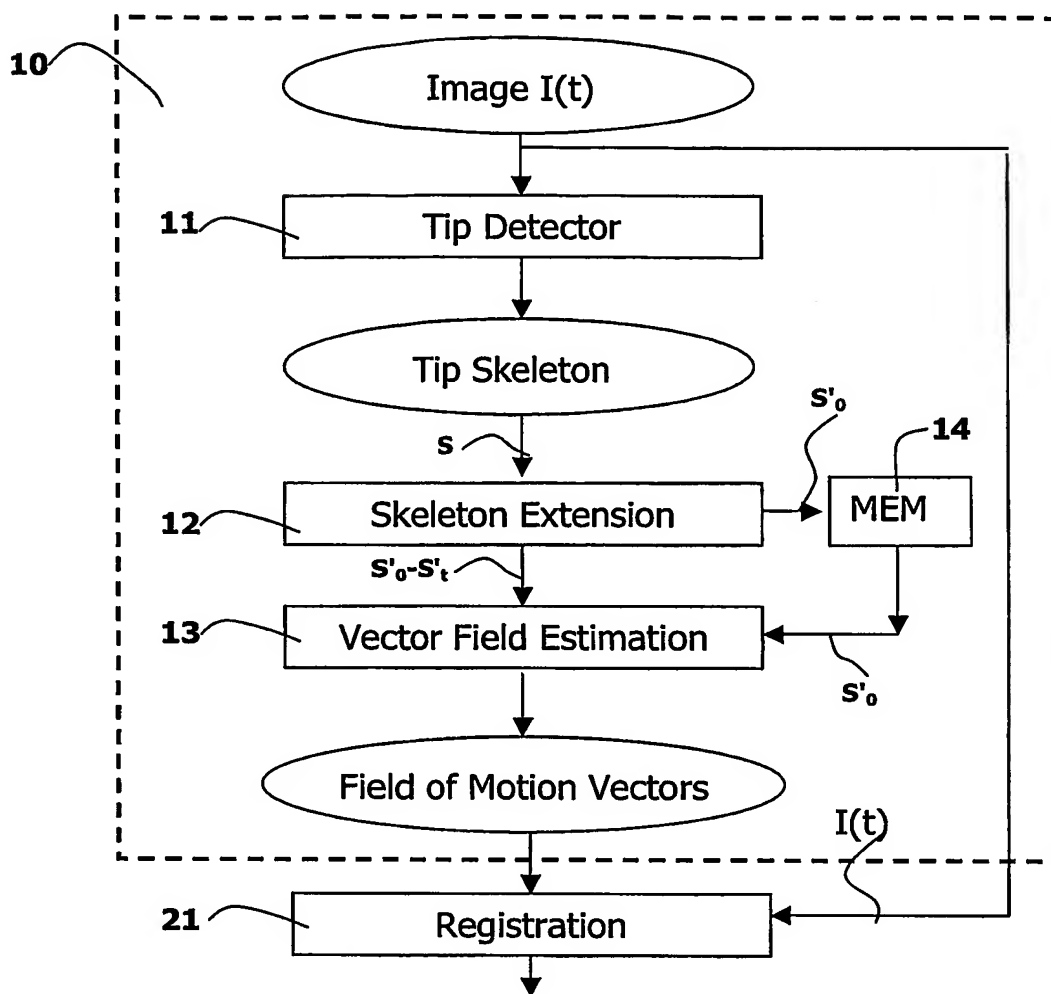 10
Image I(t)
11
Tip Detector
Tip Skeleton
S
S'₀
14
12
Skeleton Extension
MEM
S'₀-S'ₜ
13
Vector Field Estimation
S'₀
Field of Motion Vectors
I(t)
21
Registration